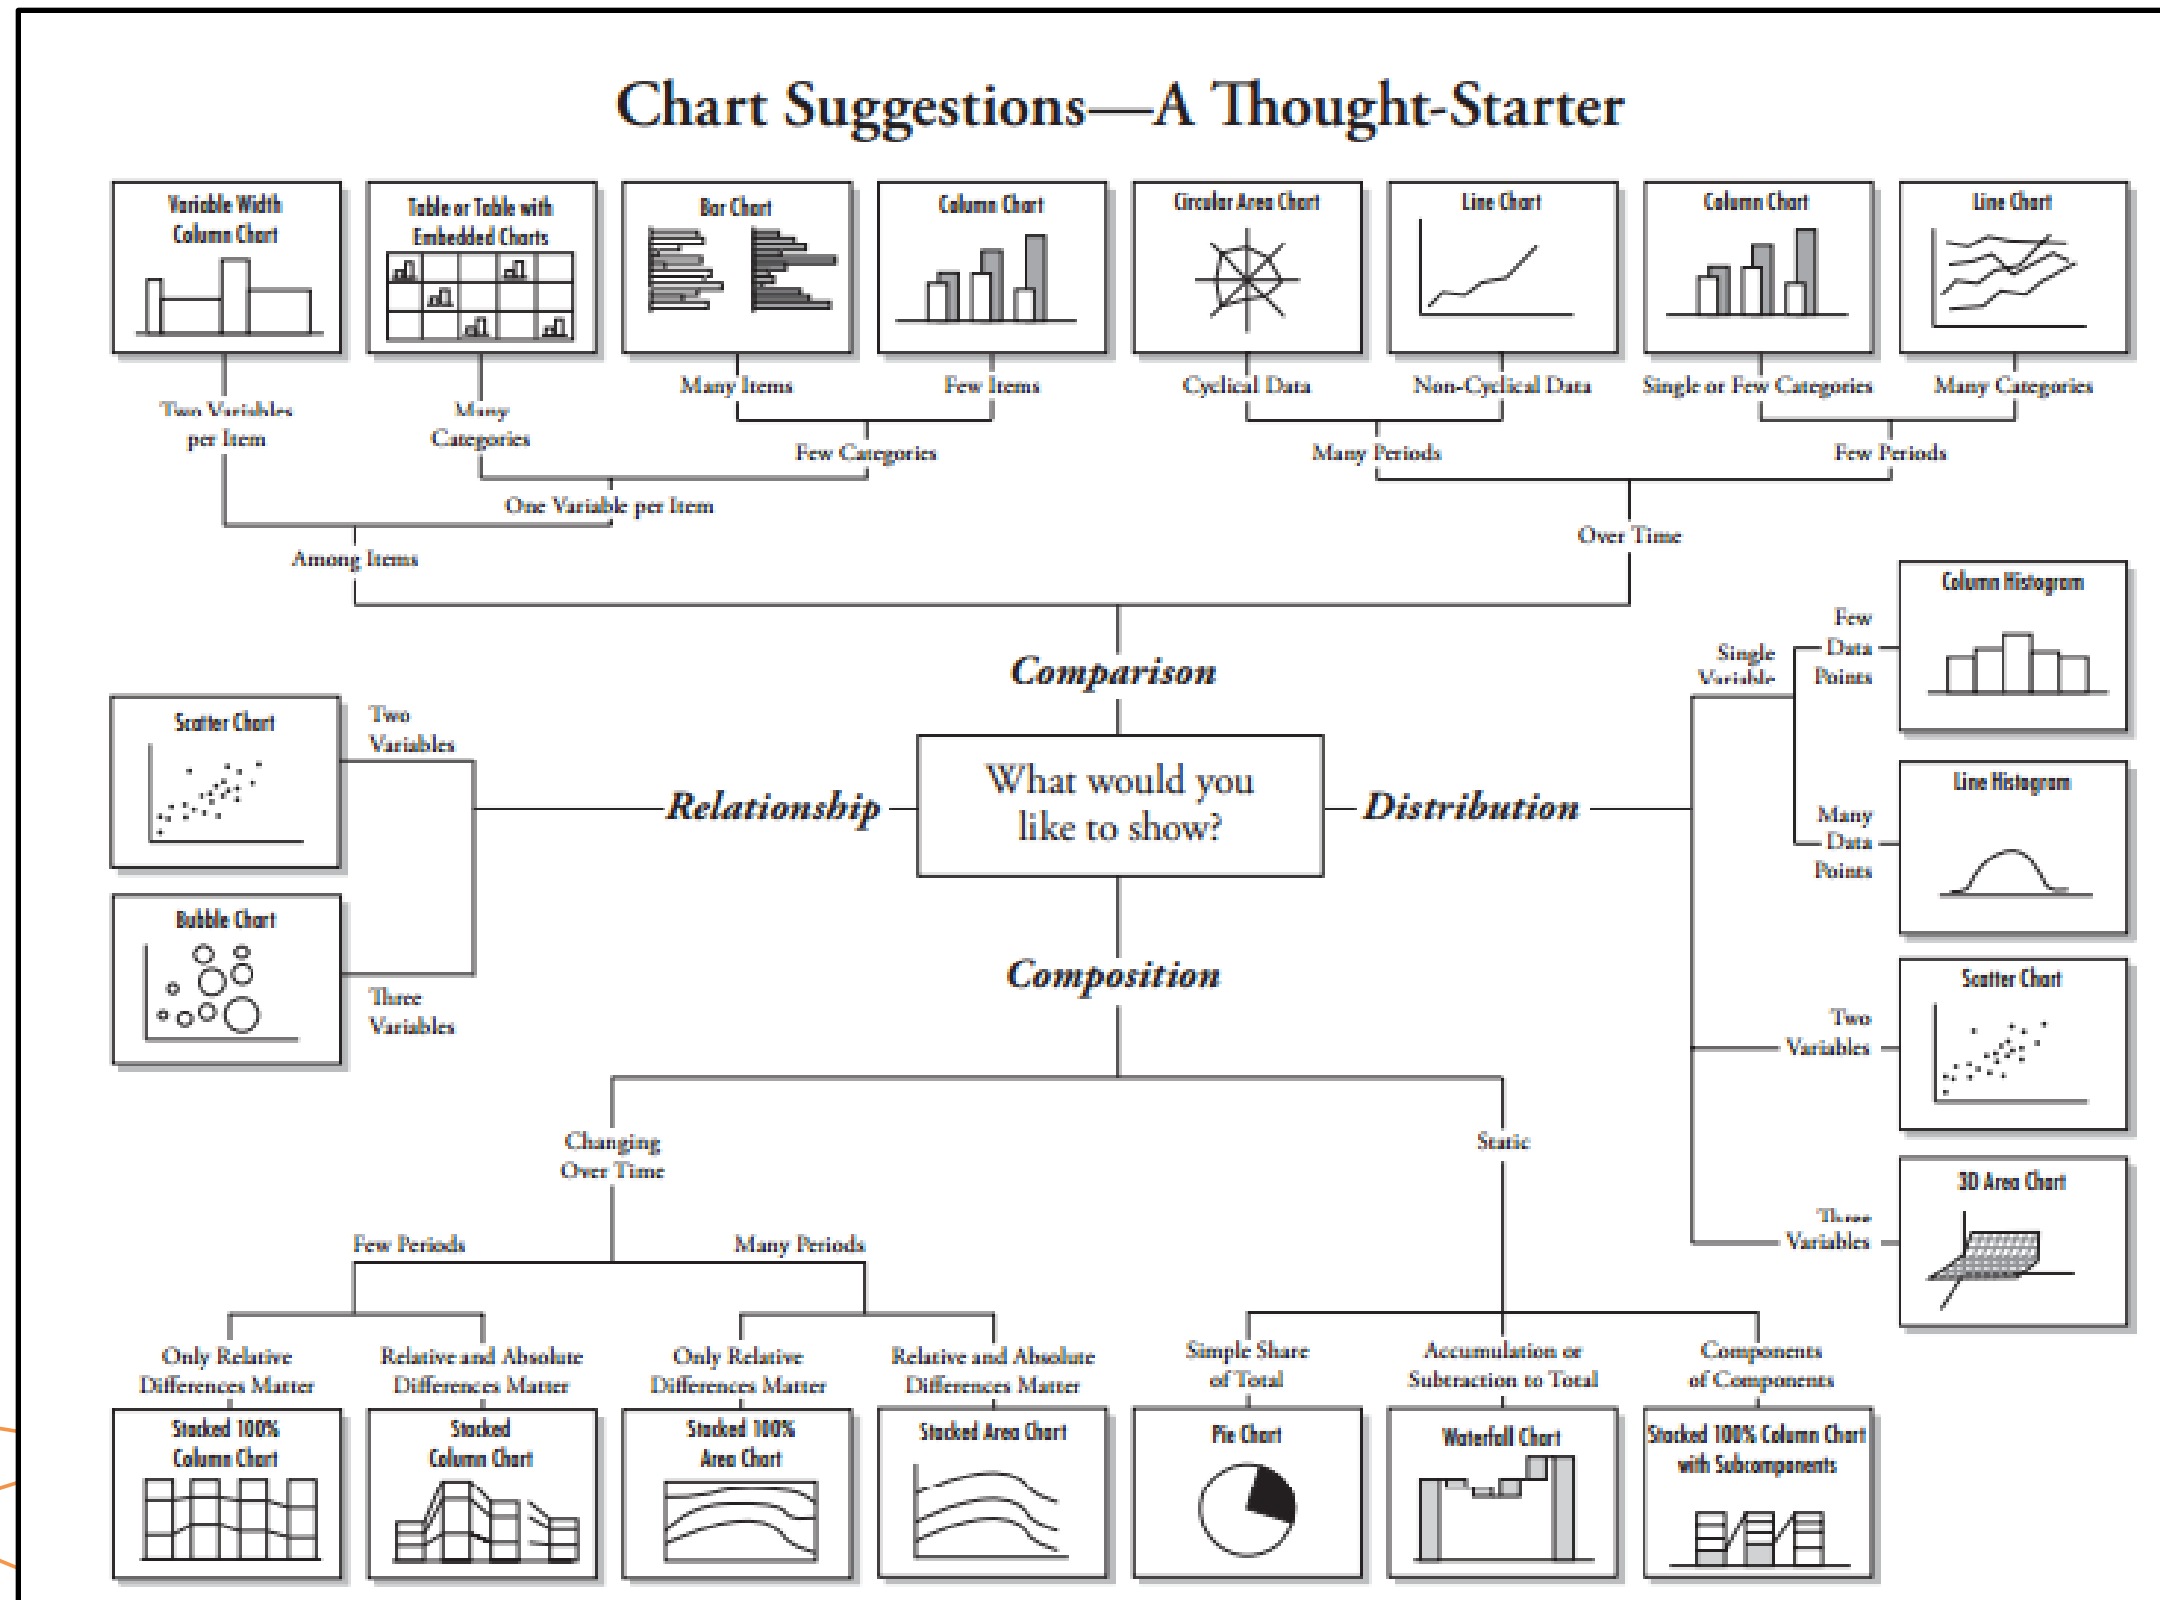 Chart Suggestions—A Thought-Starter
Variable Width
Column Chart
Table or Table with
Embedded Charts
Bar Chart
Column Chart
Circular Area Chart
Line Chart
Column Chart
Line Chart
Two Variables
per Item
Many
Categories
Many Items
Few Items
Cyclical Data
Non-Cyclical Data
Single or Few Categories
Many Categories
Few Categories
Many Periods
Few Periods
One Variable per Item
Among Items
Over Time
Comparison
What would you
like to show?
Relationship
Two
Variables
Scatter Chart
Three
Variables
Bubble Chart
Distribution
Single
Variable
Few
Data
Points
Column Histogram
Many
Data
Points
Line Histogram
Two
Variables
Scatter Chart
Three
Variables
3D Area Chart
Composition
Changing
Over Time
Static
Few Periods
Many Periods
Only Relative
Differences Matter
Relative and Absolute
Differences Matter
Only Relative
Differences Matter
Relative and Absolute
Differences Matter
Simple Share
of Total
Accumulation or
Subtraction to Total
Components
of Components
Stacked 100%
Column Chart
Stacked
Column Chart
Stacked 100%
Area Chart
Stacked Area Chart
Pie Chart
Waterfall Chart
Stacked 100% Column Chart
with Subcomponents